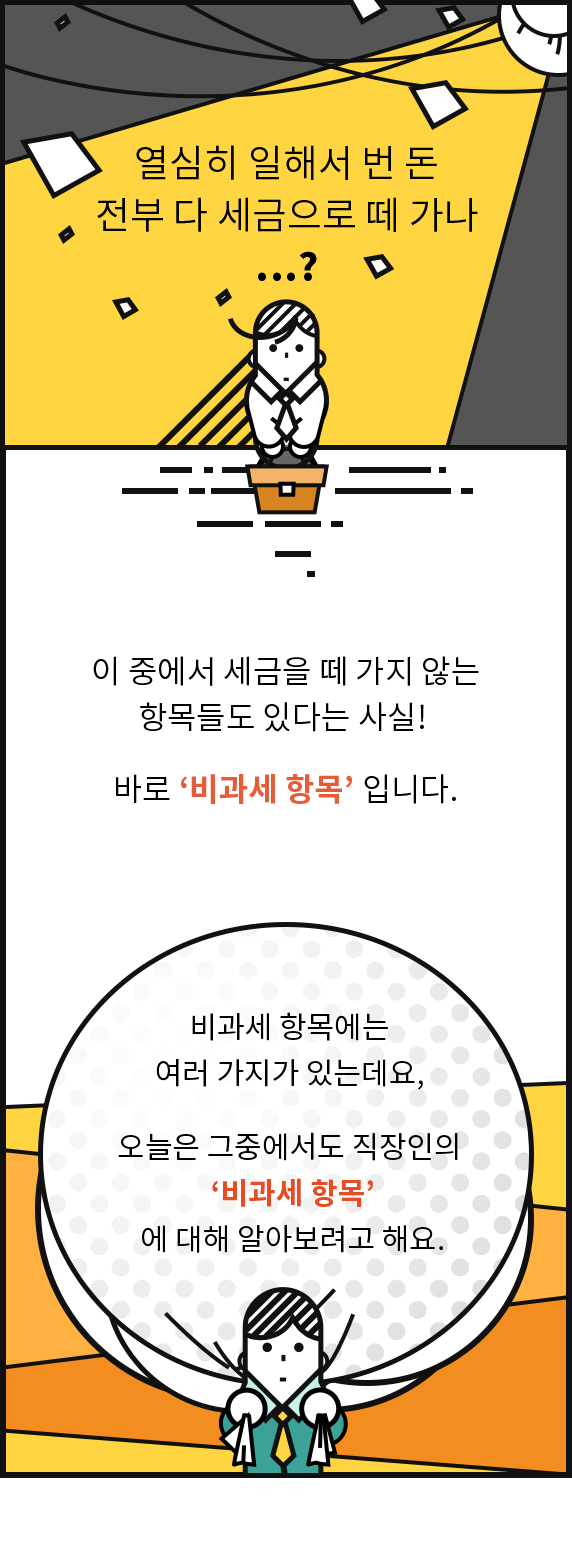 열심히 일해서 번 돈
전부 다 세금으로 떼 가나
...?
이 중에서 세금을 떼 가지 않는
항목들도 있다는 사실!
바로 ‘비과세 항목’ 입니다.
비과세 항목에는
여러 가지가 있는데요,
오늘은 그중에서도 직장인의
‘비과세 항목’
에 대해 알아보려고 해요.